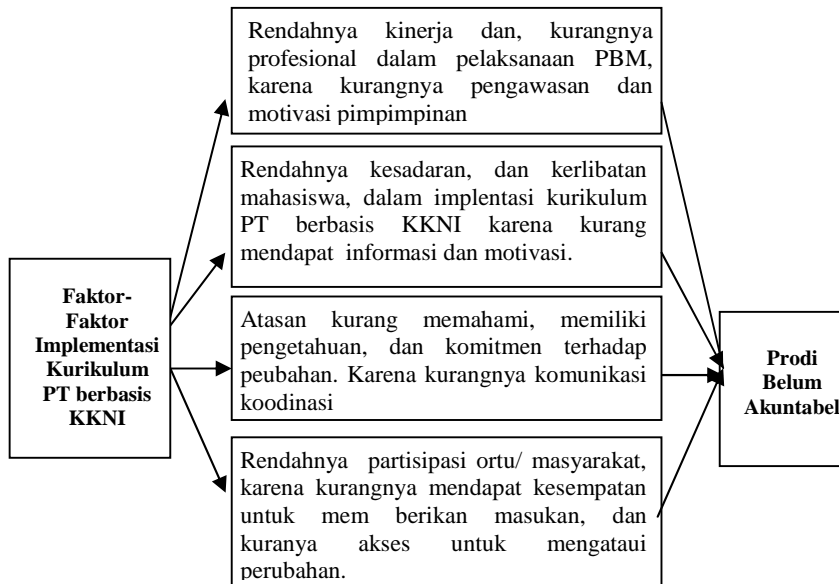 Rendahnya kinerja dan, kurangnya
profesional dalam pelaksanaan PBM,
karena kurangnya pengawasan dan
motivasi pimpimpinan
Rendahnya kesadaran, dan kerlibatan
mahasiswa, dalam implentasi kurikulum
PT berbasis KKNI karena kurang
mendapat informasi dan motivasi.
Faktor-
Faktor
Implementasi
Kurikulum
PT berbasis
KKNI
Atasan kurang memahami, memiliki
pengetahuan, dan komitmen terhadap
peubahan. Karena kurangnya komunikasi
koodinasi
Rendahnya partisipasi ortu/ masyarakat,
karena kurangnya mendapat kesempatan
untuk mem berikan masukan, dan
kuranya akses untuk mengataui
perubahan.
Prodi
Belum
Akuntabel